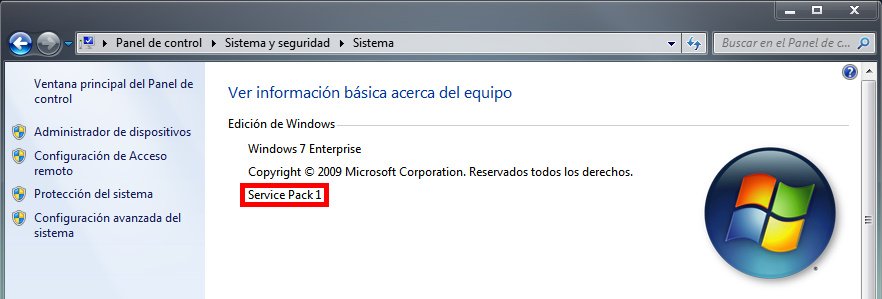 Panel de control Sistema y seguridad Sistema
Buscar en el Panel de c...
Ventana principal del Panel de
control
Administrador de dispositivos
Configuración de Acceso
remoto
Protección del sistema
Configuración avanzada del
sistema
Ver información básica acerca del equipo
Edición de Windows
Windows 7 Enterprise
Copyright © 2009 Microsoft Corporation. Reservados todos los derechos.
Service Pack 1